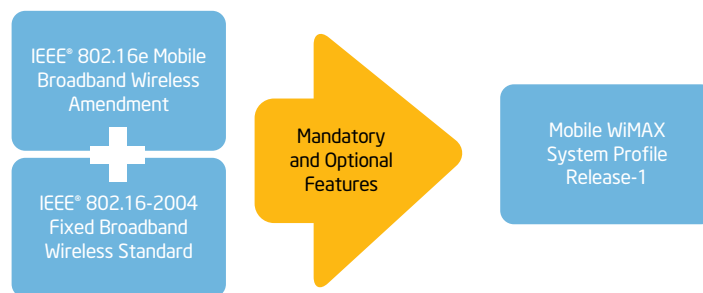 IEEE® 802.16e Mobile
Broadband Wireless
Amendment
IEEE® 802.16-2004
Fixed Broadband
Wireless Standard
Mandatory
and Optional
Features
Mobile WiMAX
System Profile
Release-1